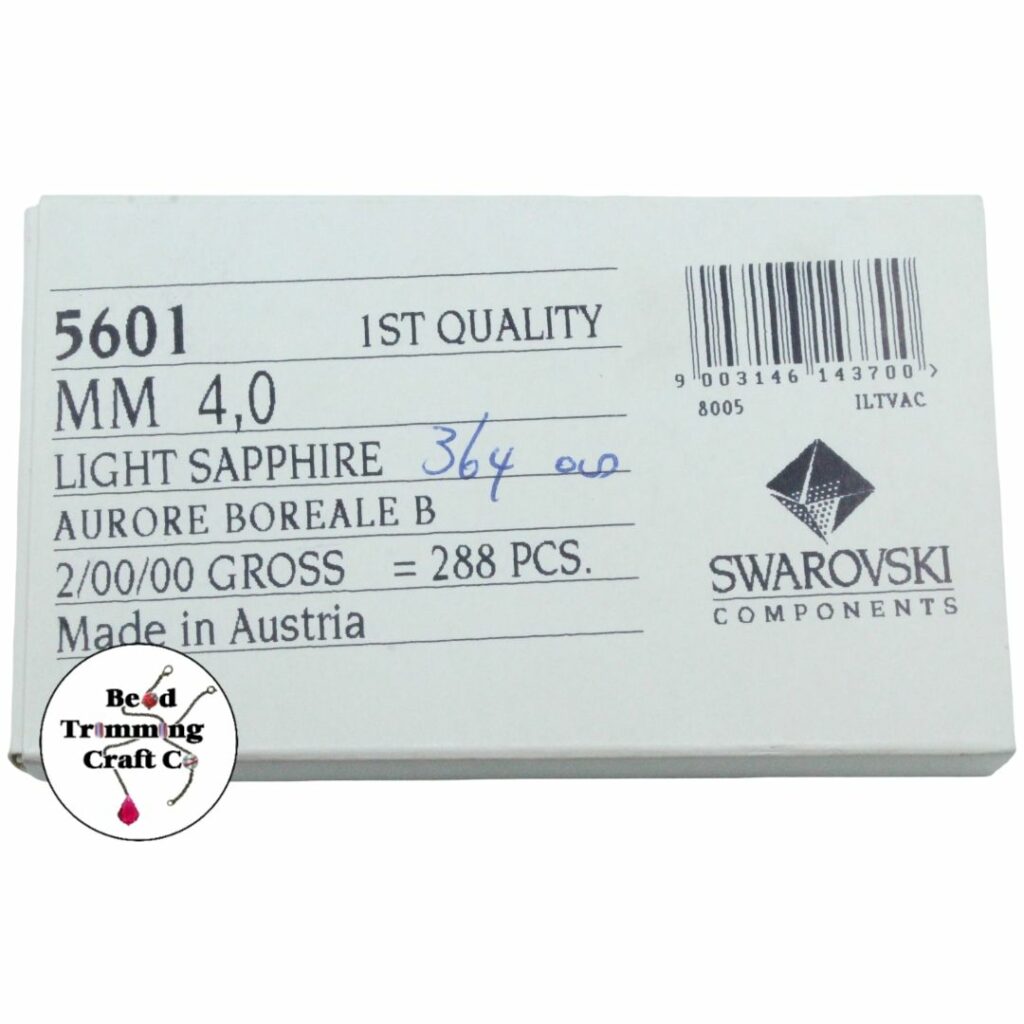 5601 1ST QUALITY
MM 4,0
LIGHT SAPPHIRE 364
AURORE BOREALE B
2/00/00 GROSS = 288 PCS.
Made in Austria
9 003146 143700 >
8005 ILTVAC
SWAROVSKI
COMPONENTS
Bead
Trimming
Craft Co